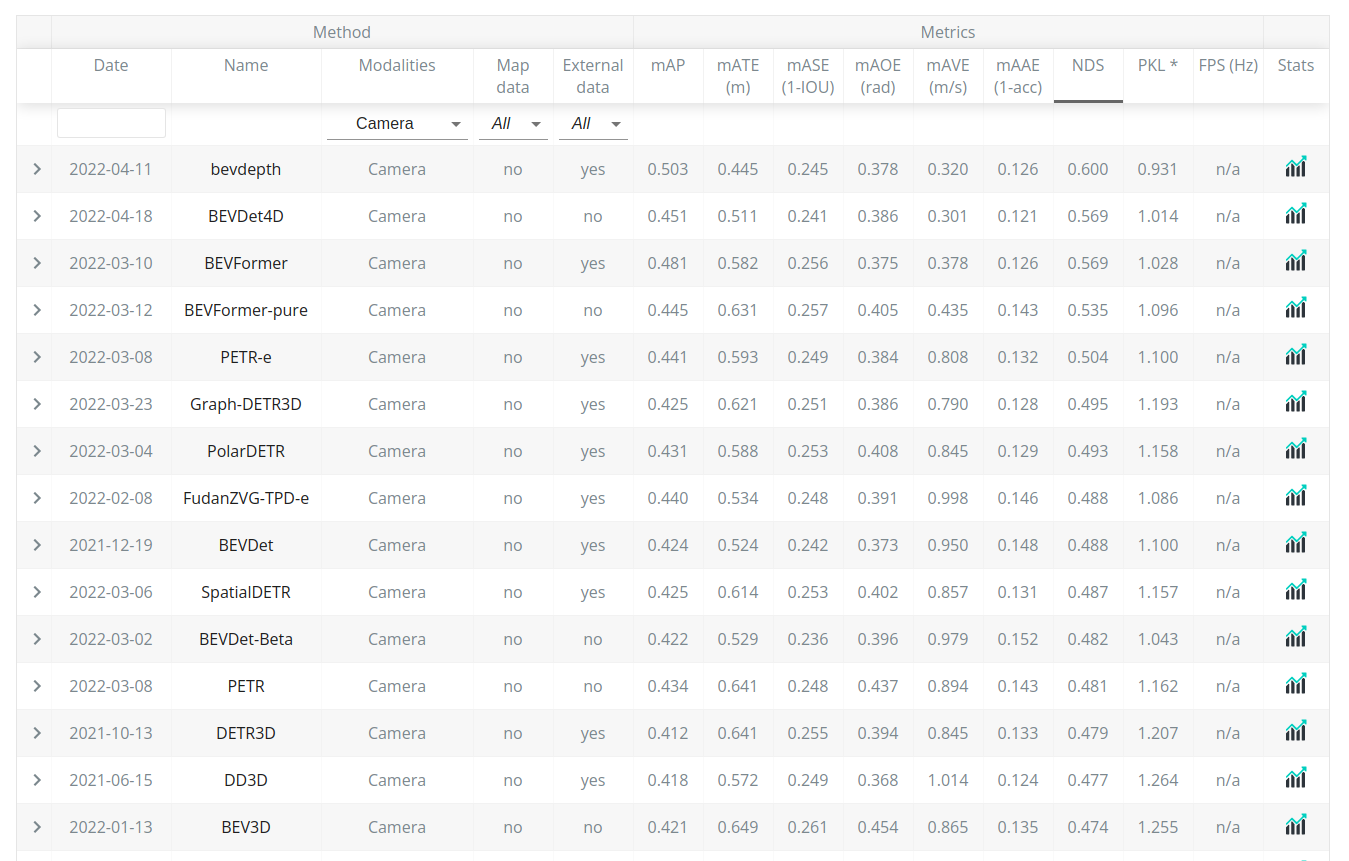 Method Metrics
Date Name Modalities Map data External data mAP mATE (m) mASE (1-IOU) mAOE (rad) mAVE (m/s) mAAE (1-acc) NDS PKL * FPS (Hz) Stats
Camera All All
2022-04-11 bevdepth Camera no yes 0.503 0.445 0.245 0.378 0.320 0.126 0.600 0.931 n/a
2022-04-18 BEVDet4D Camera no no 0.451 0.511 0.241 0.386 0.301 0.121 0.569 1.014 n/a
2022-03-10 BEVFormer Camera no yes 0.481 0.582 0.256 0.375 0.378 0.126 0.569 1.028 n/a
2022-03-12 BEVFormer-pure Camera no no 0.445 0.631 0.257 0.405 0.435 0.143 0.535 1.096 n/a
2022-03-08 PETR-e Camera no yes 0.441 0.593 0.249 0.384 0.808 0.132 0.504 1.100 n/a
2022-03-23 Graph-DETR3D Camera no yes 0.425 0.621 0.251 0.386 0.790 0.128 0.495 1.193 n/a
2022-03-04 PolarDETR Camera no yes 0.431 0.588 0.253 0.408 0.845 0.129 0.493 1.158 n/a
2022-02-08 FudanZVG-TPD-e Camera no yes 0.440 0.534 0.248 0.391 0.998 0.146 0.488 1.086 n/a
2021-12-19 BEVDet Camera no yes 0.424 0.524 0.242 0.373 0.950 0.148 0.488 1.100 n/a
2022-03-06 SpatialDETR Camera no yes 0.425 0.614 0.253 0.402 0.857 0.131 0.487 1.157 n/a
2022-03-02 BEVDet-Beta Camera no no 0.422 0.529 0.236 0.396 0.979 0.152 0.482 1.043 n/a
2022-03-08 PETR Camera no no 0.434 0.641 0.248 0.437 0.894 0.143 0.481 1.162 n/a
2021-10-13 DETR3D Camera no yes 0.412 0.641 0.255 0.394 0.845 0.133 0.479 1.207 n/a
2021-06-15 DD3D Camera no yes 0.418 0.572 0.249 0.368 1.014 0.124 0.477 1.264 n/a
2022-01-13 BEV3D Camera no no 0.421 0.649 0.261 0.454 0.865 0.135 0.474 1.255 n/a